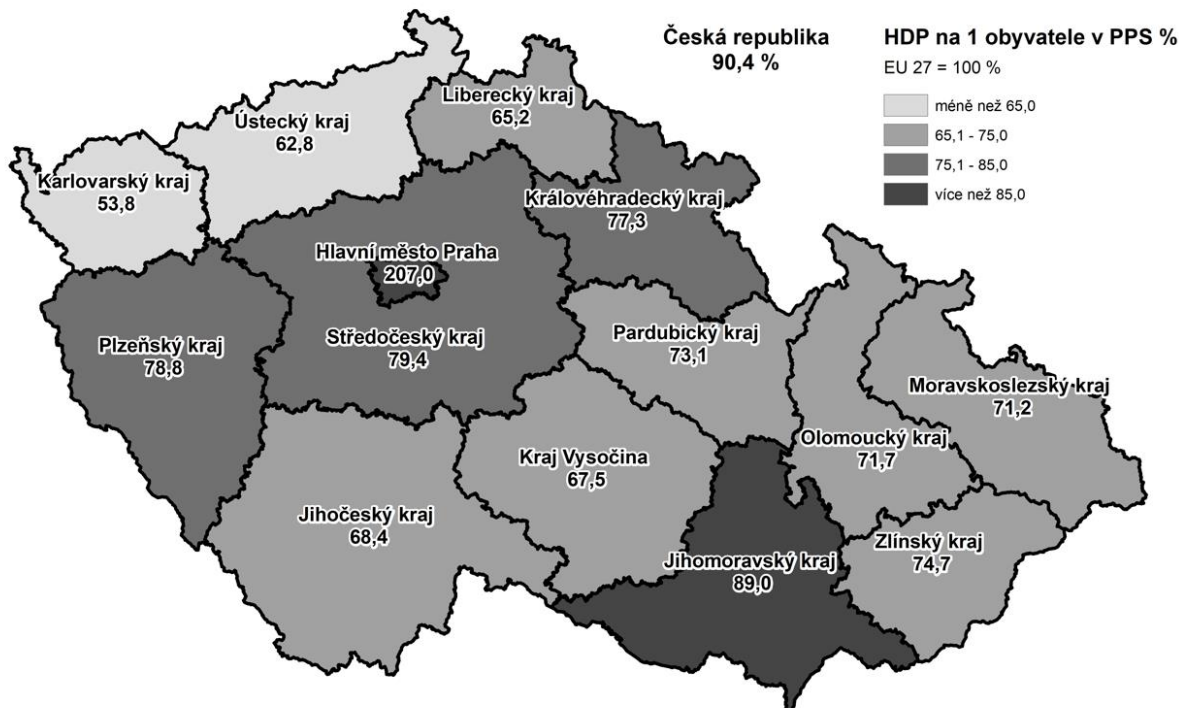 Česká republika
90,4 %
HDP na 1 obyvatele v PPS %
EU 27 = 100 %
méně než 65,0
65,1 - 75,0
75,1 - 85,0
více než 85,0
Liberecký kraj
65,2
Ústecký kraj
62,8
Karlovarský kraj
53,8
Královéhradecký kraj
77,3
Hlavní město Praha
207,0
Středočeský kraj
79,4
Plzeňský kraj
78,8
Pardubický kraj
73,1
Moravskoslezský kraj
71,2
Olomoucký kraj
71,7
Kraj Vysočina
67,5
Jihočeský kraj
68,4
Zlínský kraj
74,7
Jihomoravský kraj
89,0